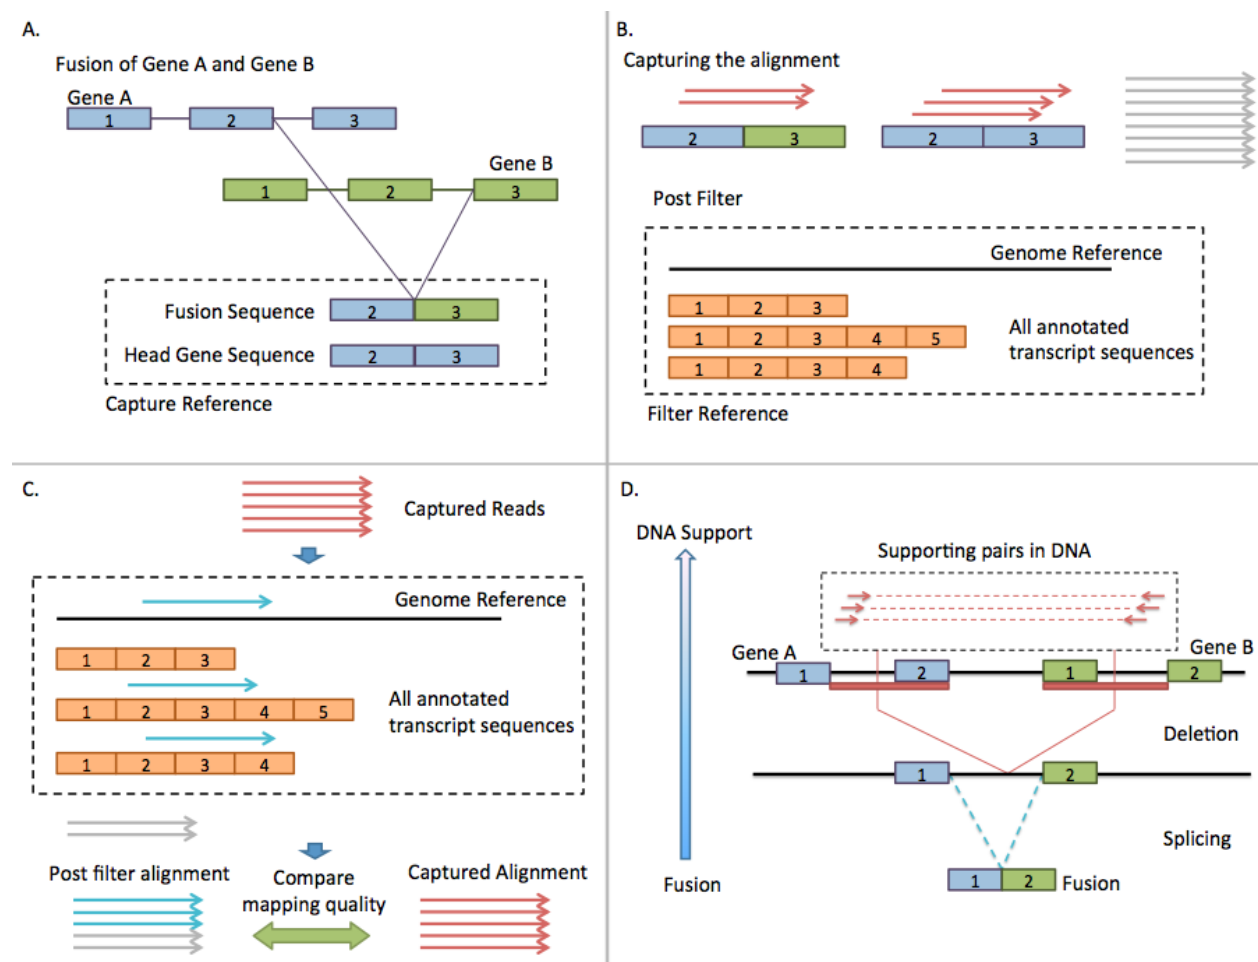 A.
Fusion of Gene A and Gene B
Gene A
1 2 3
Gene B
1 2 3
Fusion Sequence 2 3
Head Gene Sequence 2 3
Capture Reference
B.
Capturing the alignment
2 3 2 3
Post Filter
Genome Reference
1 2 3
1 2 3 4 5
1 2 3 4
All annotated
transcript sequences
Filter Reference
C.
Captured Reads
Genome Reference
1 2 3
1 2 3 4 5
1 2 3 4
All annotated
transcript sequences
Post filter alignment
Compare
mapping quality
Captured Alignment
D.
DNA Support
Supporting pairs in DNA
Gene A
Gene B
1 2 1 2
Deletion
1 2
Splicing
1 2 Fusion
Fusion